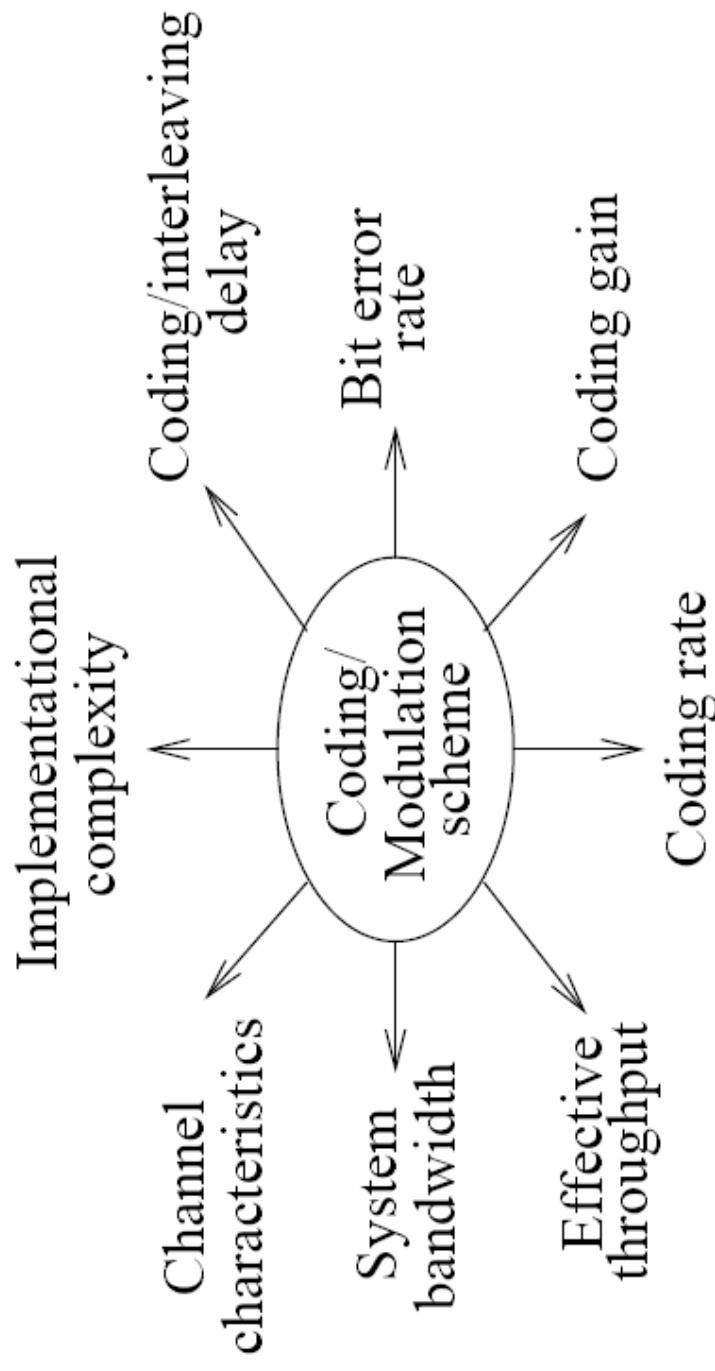 Implementational
complexity
Channel
characteristics
Coding/interleaving
delay
System
bandwidth
Coding/
Modulation
scheme
Bit error
rate
Effective
throughput
Coding gain
Coding rate